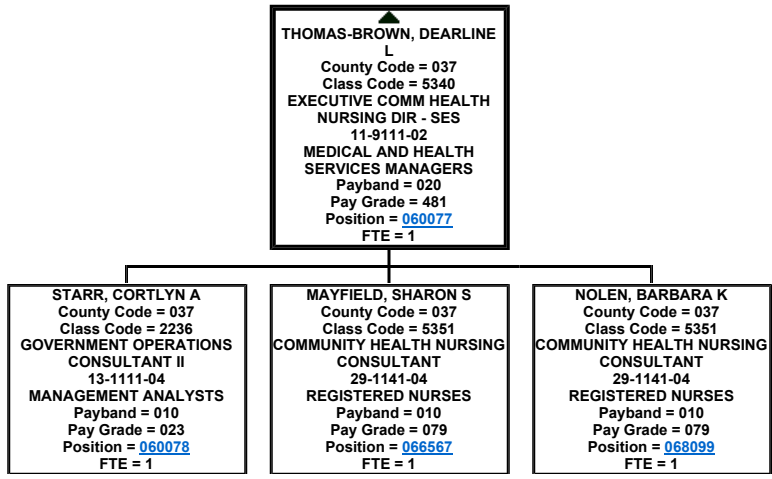 THOMAS-BROWN, DEARLINE
L
County Code = 037
Class Code = 5340
EXECUTIVE COMM HEALTH
NURSING DIR - SES
11-9111-02
MEDICAL AND HEALTH
SERVICES MANAGERS
Payband = 020
Pay Grade = 481
Position = 060077
FTE = 1
STARR, CORTLYN A
County Code = 037
Class Code = 2236
GOVERNMENT OPERATIONS
CONSULTANT II
13-1111-04
MANAGEMENT ANALYSTS
Payband = 010
Pay Grade = 023
Position = 060078
FTE = 1
MAYFIELD, SHARON S
County Code = 037
Class Code = 5351
COMMUNITY HEALTH NURSING
CONSULTANT
29-1141-04
REGISTERED NURSES
Payband = 010
Pay Grade = 079
Position = 066567
FTE = 1
NOLEN, BARBARA K
County Code = 037
Class Code = 5351
COMMUNITY HEALTH NURSING
CONSULTANT
29-1141-04
REGISTERED NURSES
Payband = 010
Pay Grade = 079
Position = 068099
FTE = 1